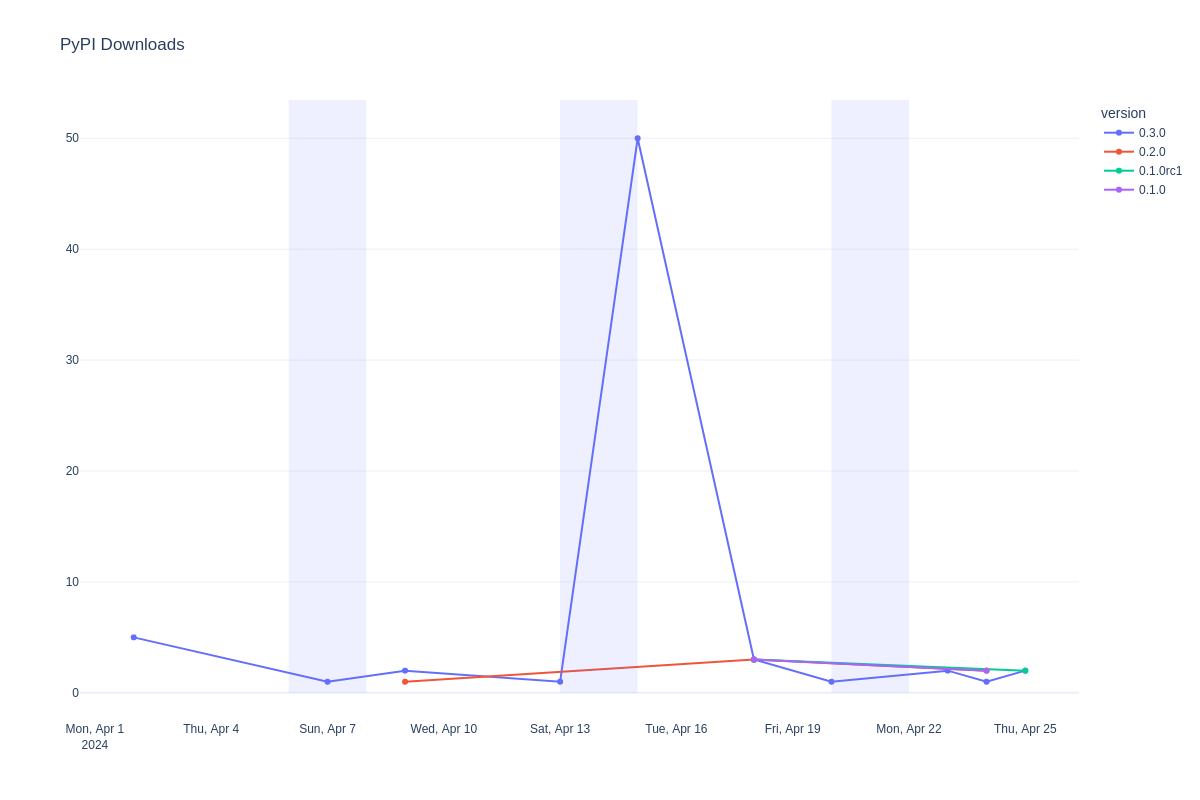 PyPI Downloads
version
0.3.0
0.2.0
0.1.0rc1
0.1.0
50
40
30
20
10
0
Mon, Apr 1
2024
Thu, Apr 4
Sun, Apr 7
Wed, Apr 10
Sat, Apr 13
Tue, Apr 16
Fri, Apr 19
Mon, Apr 22
Thu, Apr 25